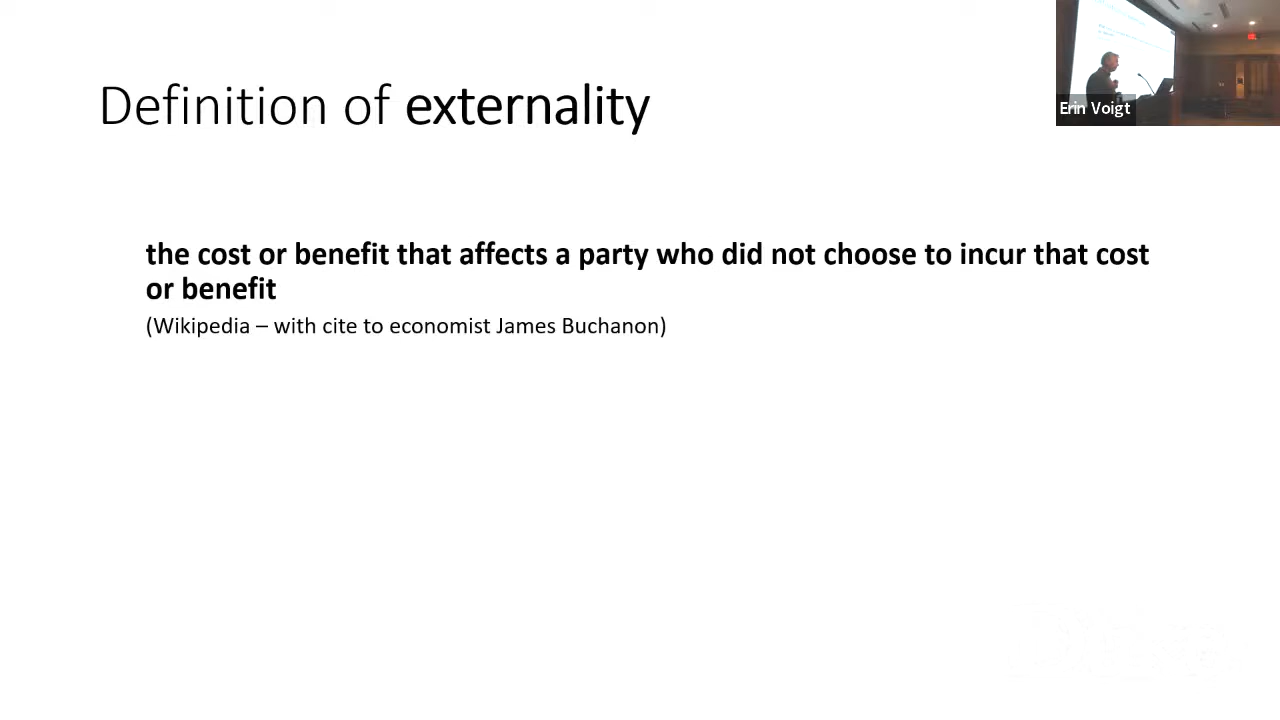 Definition of externality
Erin Voigt
the cost or benefit that affects a party who did not choose to incur that cost
or benefit
(Wikipedia – with cite to economist James Buchanon)